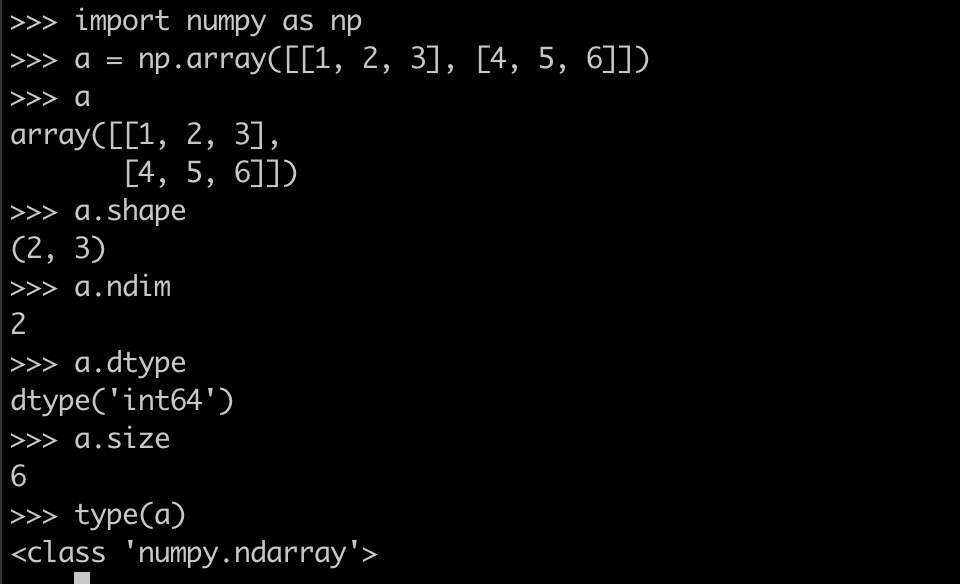 >>> import numpy as np
>>> a = np.array([[1, 2, 3], [4, 5, 6]])
>>> a
array([[1, 2, 3],
       [4, 5, 6]])
>>> a.shape
(2, 3)
>>> a.ndim
2
>>> a.dtype
dtype('int64')
>>> a.size
6
>>> type(a)
<class 'numpy.ndarray'>